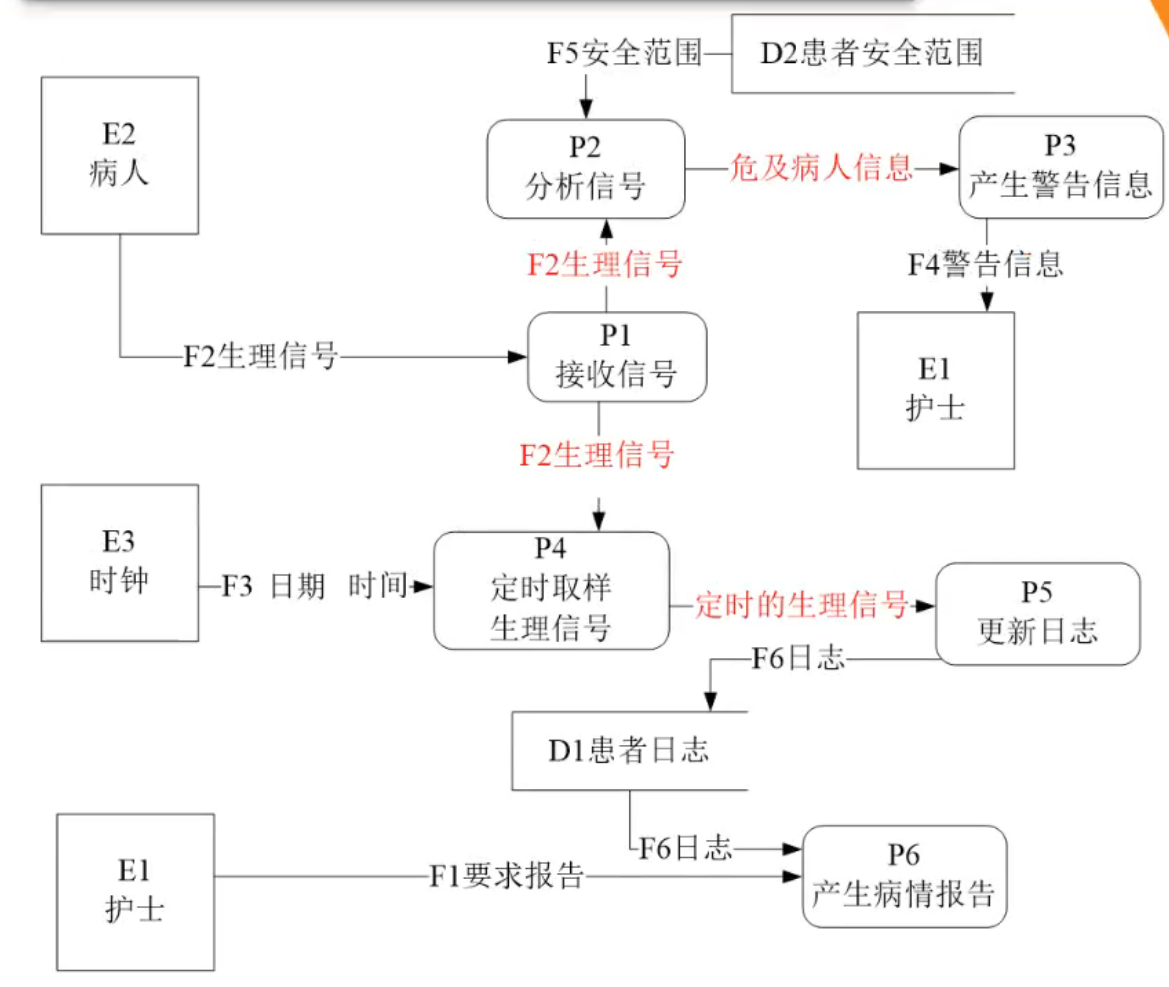 F5安全范围
D2患者安全范围
E2
病人
P2
分析信号
危及病人信息
P3
产生警告信息
F2生理信号
F4警告信息
F2生理信号
P1
接收信号
E1
护士
F2生理信号
E3
时钟
F3 日期 时间
P4
定时取样
生理信号
定时的生理信号
P5
更新日志
F6日志
D1患者日志
E1
护士
F6日志
F1要求报告
P6
产生病情报告